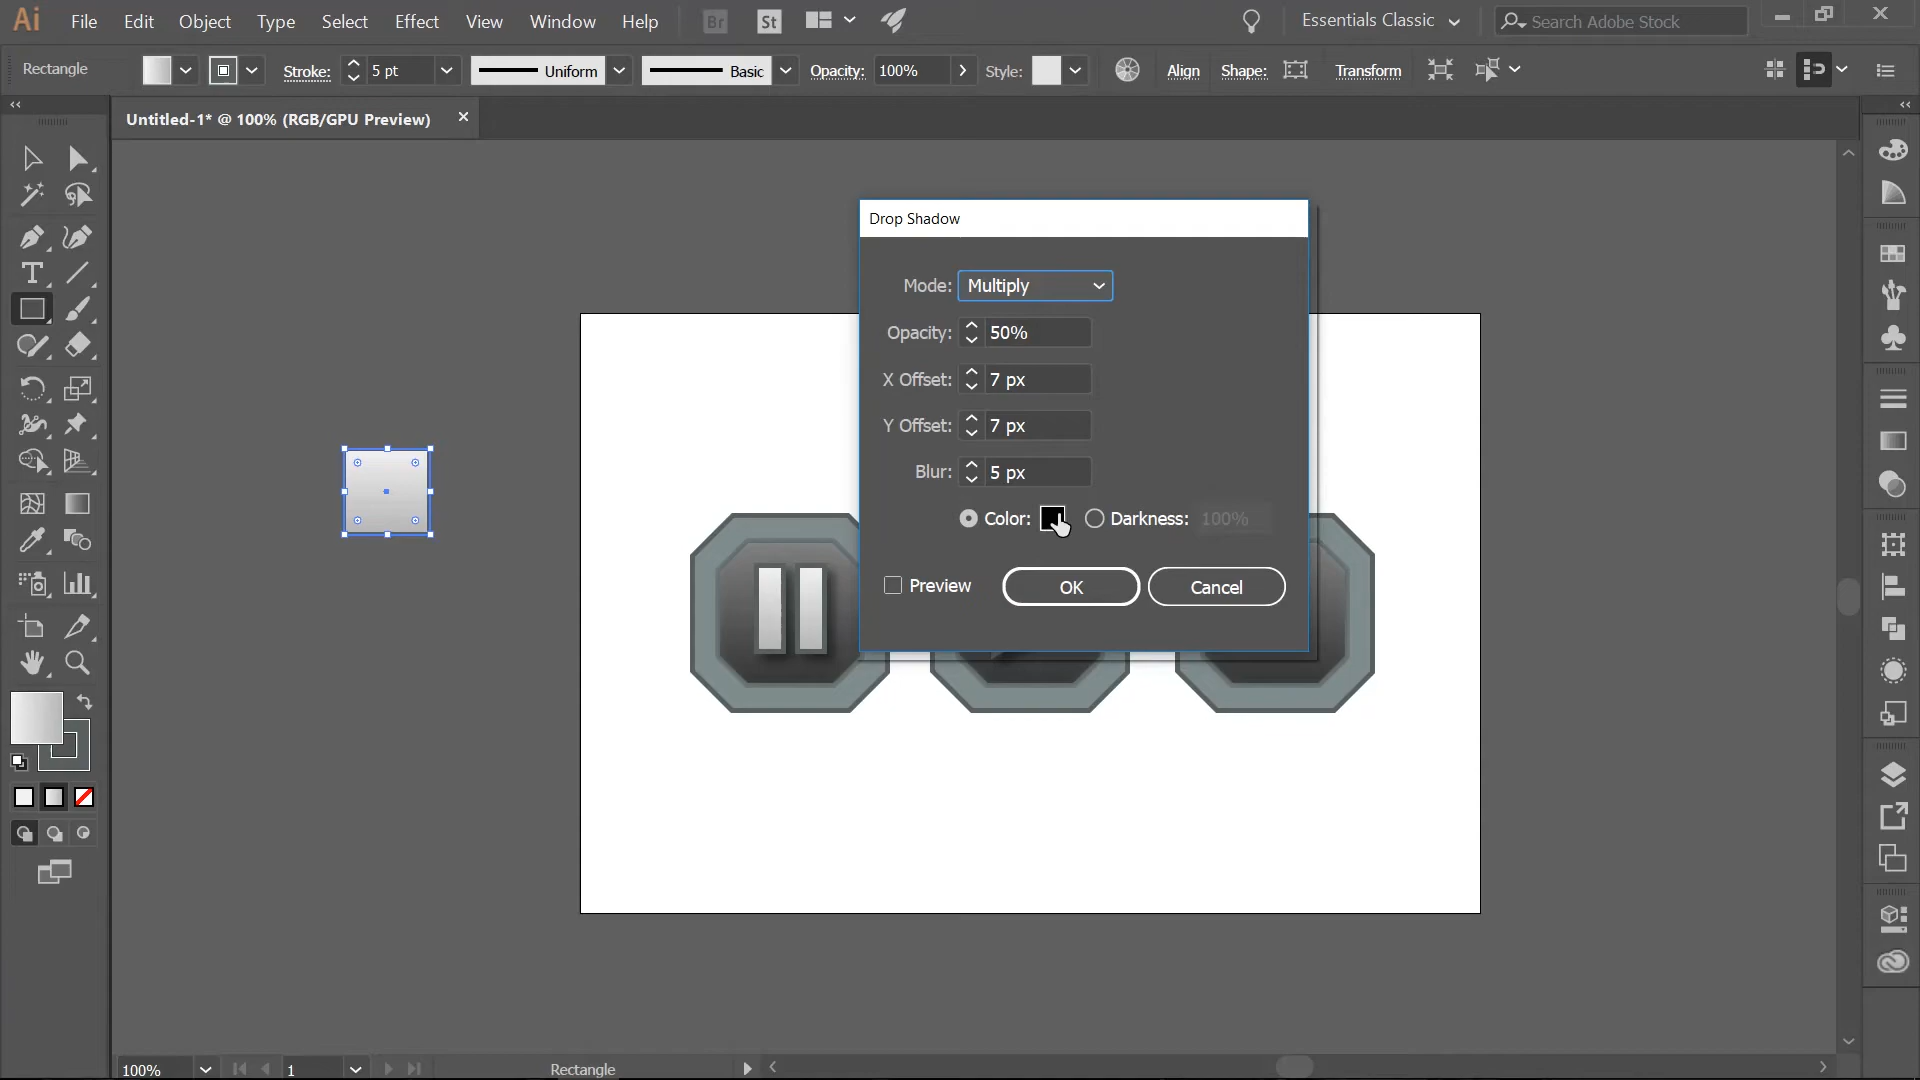 Ai File Edit Object Type Select Effect View Window Help Br St Essentials Classic Search Adobe Stock
Rectangle Stroke: 5 pt Uniform Basic Opacity: 100% Style: Align Shape: Transform
Untitled-1* @ 100% (RGB/GPU Preview)
Drop Shadow
Mode: Multiply
Opacity: 50%
X Offset: 7 px
Y Offset: 7 px
Blur: 5 px
Color: Darkness: 100%
Preview OK Cancel
100% 1 Rectangle